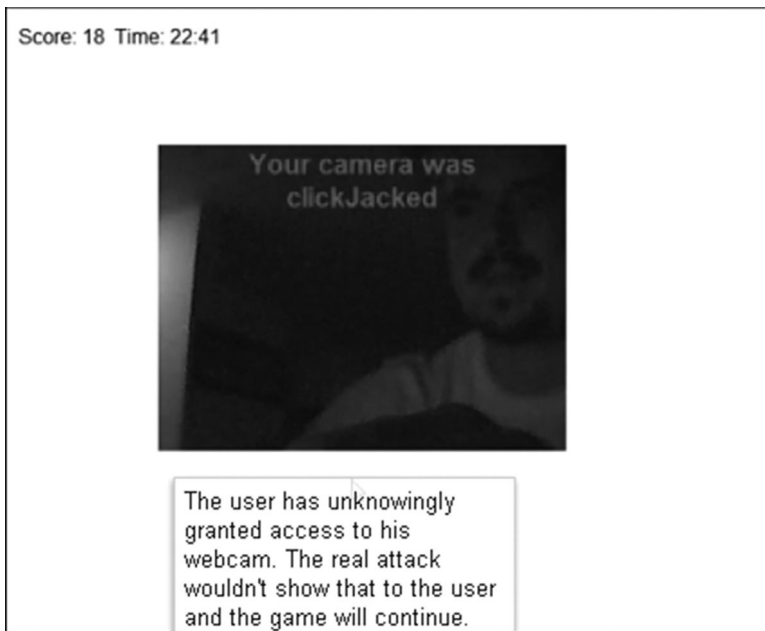 Score: 18 Time: 22:41
Your camera was
clickJacked
The user has unknowingly
granted access to his
webcam. The real attack
wouldn't show that to the user
and the game will continue.